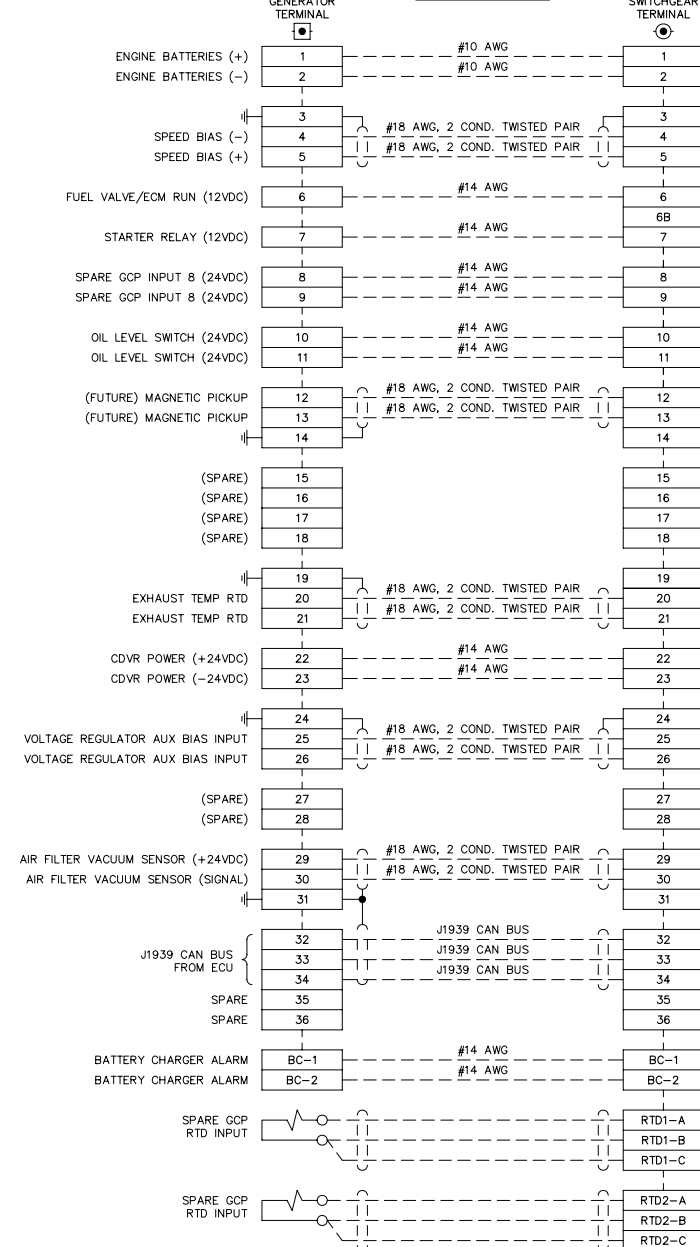 GENERATOR TERMINAL
SWITCHGEAR TERMINAL
ENGINE BATTERIES (+) 1 #10 AWG 1
ENGINE BATTERIES (−) 2 #10 AWG 2
3 3
SPEED BIAS (−) 4 #18 AWG, 2 COND. TWISTED PAIR 4
SPEED BIAS (+) 5 #18 AWG, 2 COND. TWISTED PAIR 5
FUEL VALVE/ECM RUN (12VDC) 6 #14 AWG 6
6B
STARTER RELAY (12VDC) 7 #14 AWG 7
SPARE GCP INPUT 8 (24VDC) 8 #14 AWG 8
SPARE GCP INPUT 8 (24VDC) 9 #14 AWG 9
OIL LEVEL SWITCH (24VDC) 10 #14 AWG 10
OIL LEVEL SWITCH (24VDC) 11 #14 AWG 11
(FUTURE) MAGNETIC PICKUP 12 #18 AWG, 2 COND. TWISTED PAIR 12
(FUTURE) MAGNETIC PICKUP 13 #18 AWG, 2 COND. TWISTED PAIR 13
14 14
(SPARE) 15 15
(SPARE) 16 16
(SPARE) 17 17
(SPARE) 18 18
19 19
EXHAUST TEMP RTD 20 #18 AWG, 2 COND. TWISTED PAIR 20
EXHAUST TEMP RTD 21 #18 AWG, 2 COND. TWISTED PAIR 21
CDVR POWER (+24VDC) 22 #14 AWG 22
CDVR POWER (−24VDC) 23 #14 AWG 23
24 24
VOLTAGE REGULATOR AUX BIAS INPUT 25 #18 AWG, 2 COND. TWISTED PAIR 25
VOLTAGE REGULATOR AUX BIAS INPUT 26 #18 AWG, 2 COND. TWISTED PAIR 26
(SPARE) 27 27
(SPARE) 28 28
AIR FILTER VACUUM SENSOR (+24VDC) 29 #18 AWG, 2 COND. TWISTED PAIR 29
AIR FILTER VACUUM SENSOR (SIGNAL) 30 #18 AWG, 2 COND. TWISTED PAIR 30
31 31
32 J1939 CAN BUS 32
J1939 CAN BUS FROM ECU 33 J1939 CAN BUS 33
34 J1939 CAN BUS 34
SPARE 35 35
SPARE 36 36
BATTERY CHARGER ALARM BC−1 #14 AWG BC−1
BATTERY CHARGER ALARM BC−2 #14 AWG BC−2
SPARE GCP RTD INPUT RTD1−A
RTD1−B
RTD1−C
SPARE GCP RTD INPUT RTD2−A
RTD2−B
RTD2−C